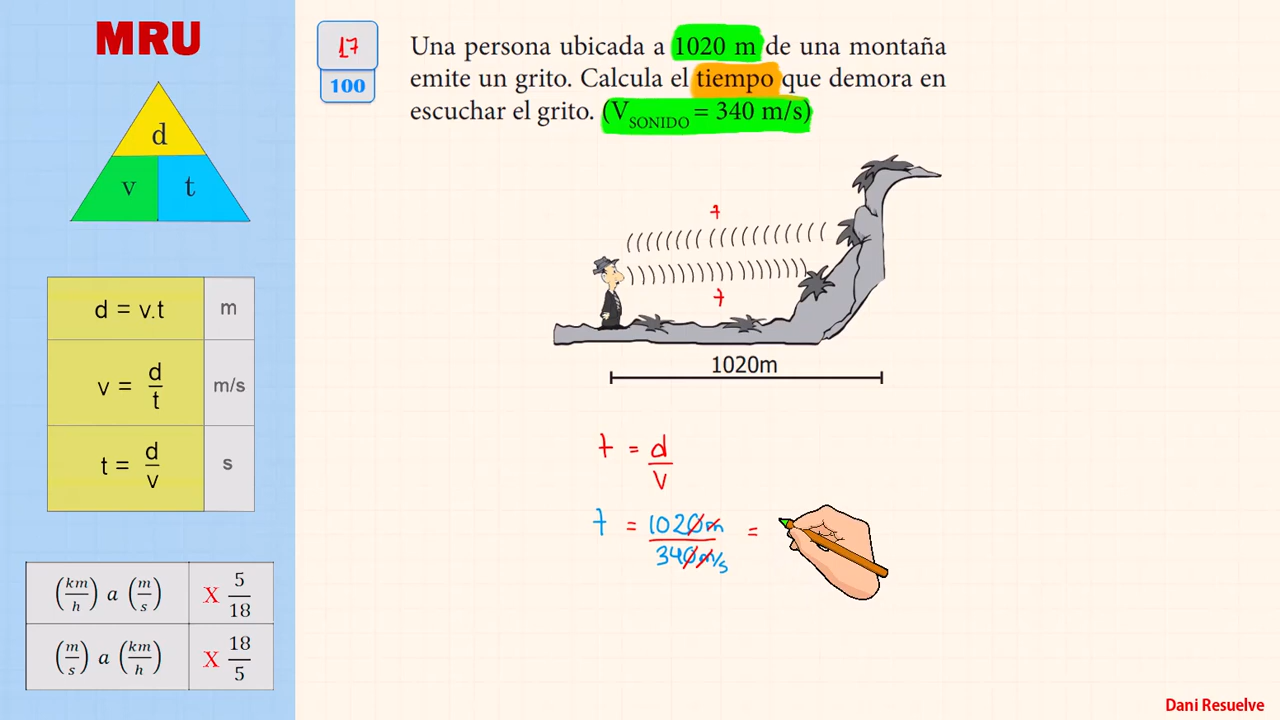 MRU
d
v
t
d = v.t
m
v = d/t
m/s
t = d/v
s
(km/h) a (m/s)
X 5/18
(m/s) a (km/h)
X 18/5
17
100
Una persona ubicada a 1020 m de una montaña
emite un grito. Calcula el tiempo que demora en
escuchar el grito. (VSONIDO = 340 m/s)
t
t
1020m
t = d/v
t = 1020m/340m/s =
Dani Resuelve